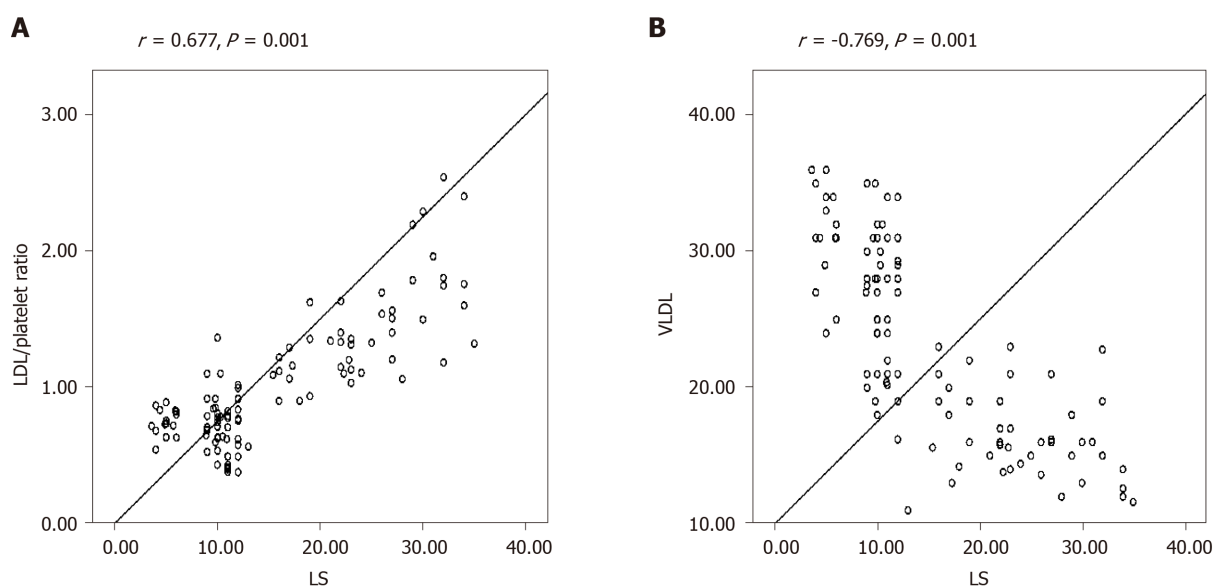 A
r = 0.677, P = 0.001
LDL/platelet ratio
3.00
2.00
1.00
0.00
0.00 10.00 20.00 30.00 40.00
LS
B
r = -0.769, P = 0.001
VLDL
40.00
30.00
20.00
10.00
0.00 10.00 20.00 30.00 40.00
LS